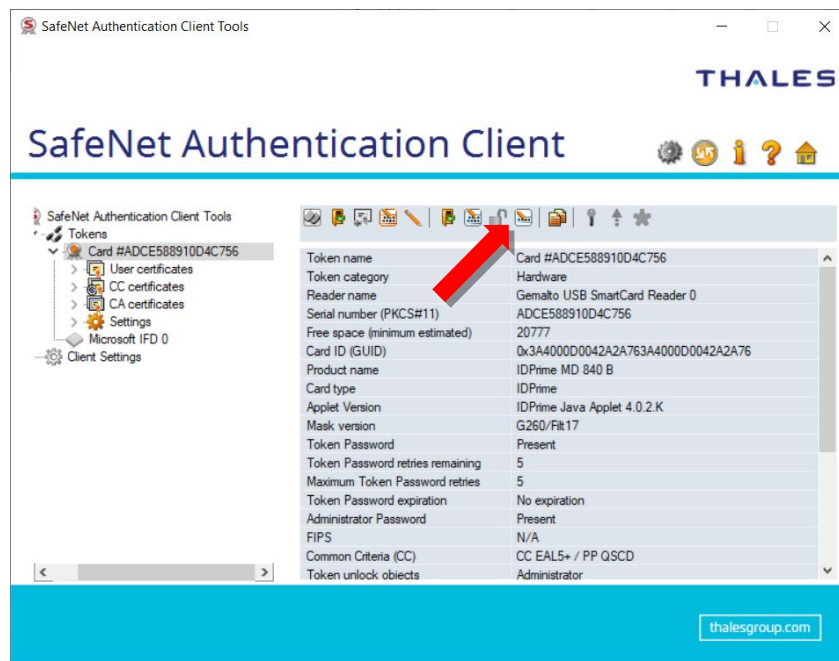 SafeNet Authentication Client Tools
THALES
SafeNet Authentication Client
SafeNet Authentication Client Tools
Tokens
Card #ADCE588910D4C756
User certificates
CC certificates
CA certificates
Settings
Microsoft IFD 0
Client Settings
Token name Card #ADCE588910D4C756
Token category Hardware
Reader name Gemalto USB SmartCard Reader 0
Serial number (PKCS#11) ADCE588910D4C756
Free space (minimum estimated) 20777
Card ID (GUID) 0x3A4000D0042A2A763A4000D0042A2A76
Product name IDPrime MD 840 B
Card type IDPrime
Applet Version IDPrime Java Applet 4.0.2.K
Mask version G260/Filt17
Token Password Present
Token Password retries remaining 5
Maximum Token Password retries 5
Token Password expiration No expiration
Administrator Password Present
FIPS N/A
Common Criteria (CC) CC EAL5+ / PP QSCD
Token unlock objects Administrator
thalesgroup.com